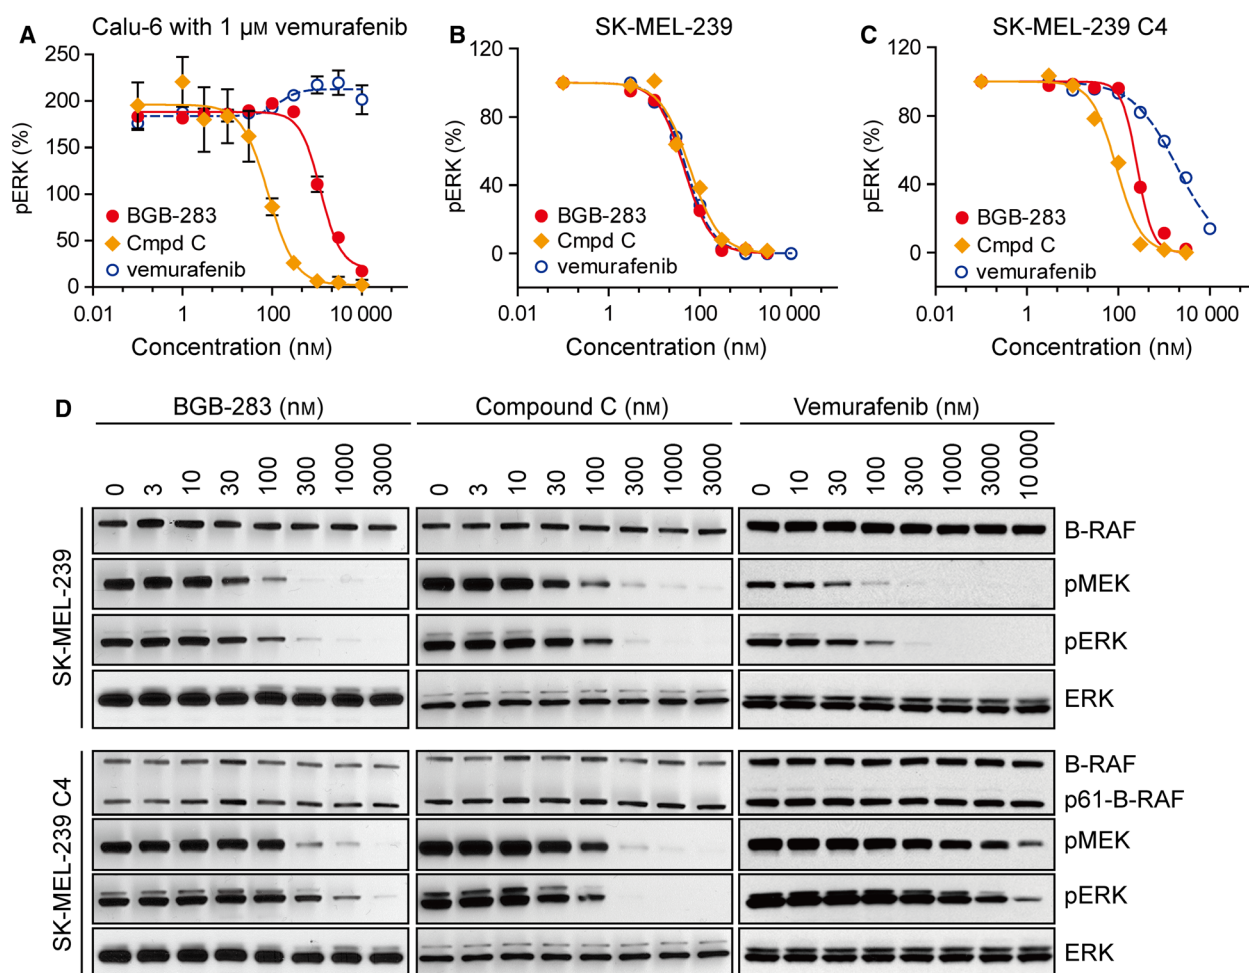 A Calu-6 with 1 µM vemurafenib
250
200
150
100
50
0
pERK (%)
BGB-283
Cmpd C
vemurafenib
0.01 1 100 10 000
Concentration (nM)
B SK-MEL-239
120
80
40
0
pERK (%)
BGB-283
Cmpd C
vemurafenib
0.01 1 100 10 000
Concentration (nM)
C SK-MEL-239 C4
120
80
40
0
pERK (%)
BGB-283
Cmpd C
vemurafenib
0.01 1 100 10 000
Concentration (nM)
D BGB-283 (nM) Compound C (nM) Vemurafenib (nM)
0 3 10 30 100 300 1000 3000 0 3 10 30 100 300 1000 3000 0 10 30 100 300 1000 3000 10 000
SK-MEL-239
B-RAF
pMEK
pERK
ERK
SK-MEL-239 C4
B-RAF
p61-B-RAF
pMEK
pERK
ERK